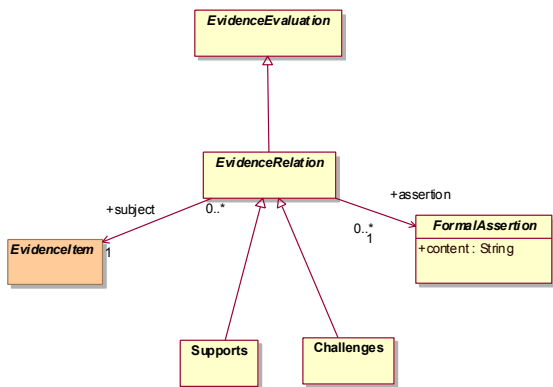 EvidenceEvaluation
EvidenceRelation
+subject
0..*
+assertion
0..*
1
EvidenceItem
1
FormalAssertion
+content : String
Supports
Challenges